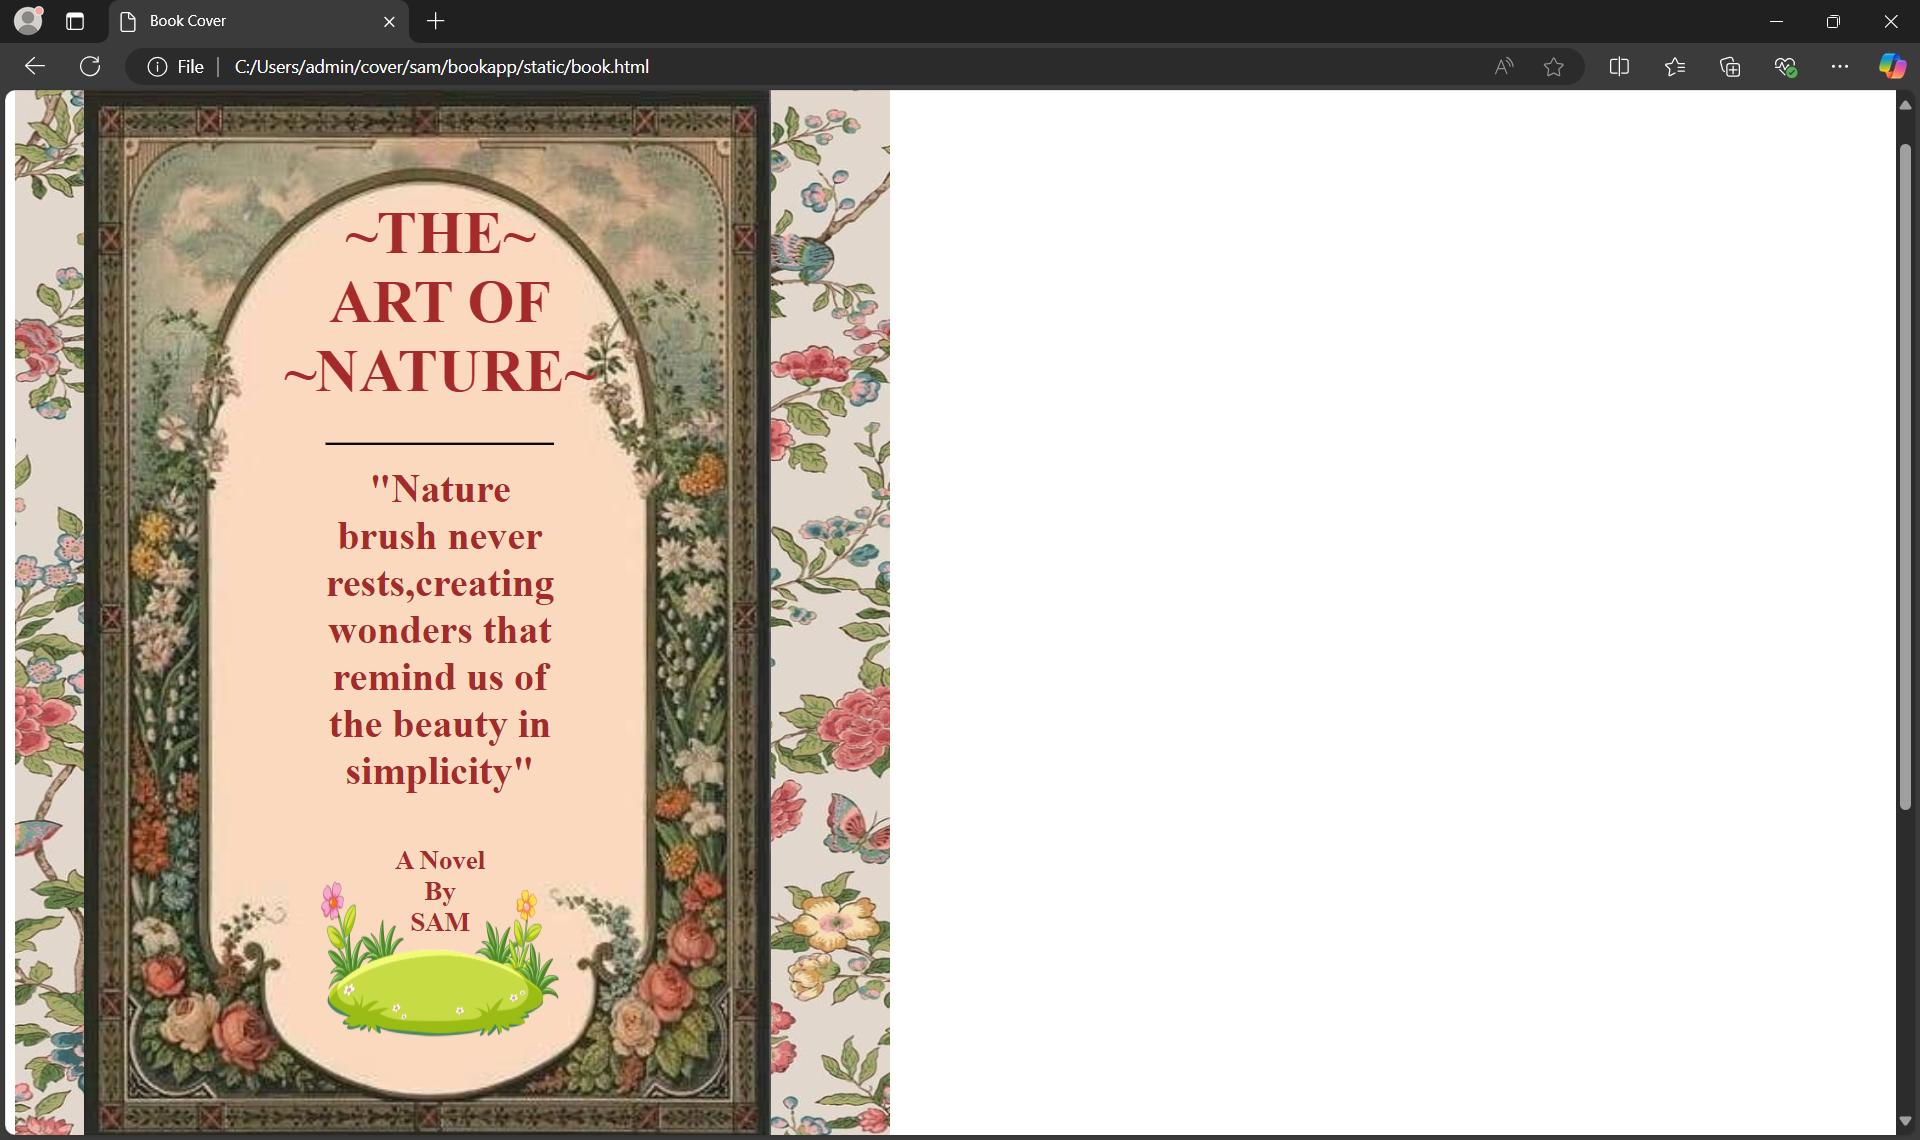 Book Cover
File
C:/Users/admin/cover/sam/bookapp/static/book.html
~THE~
ART OF
~NATURE~
"Nature
brush never
rests,creating
wonders that
remind us of
the beauty in
simplicity"
A Novel
By
SAM